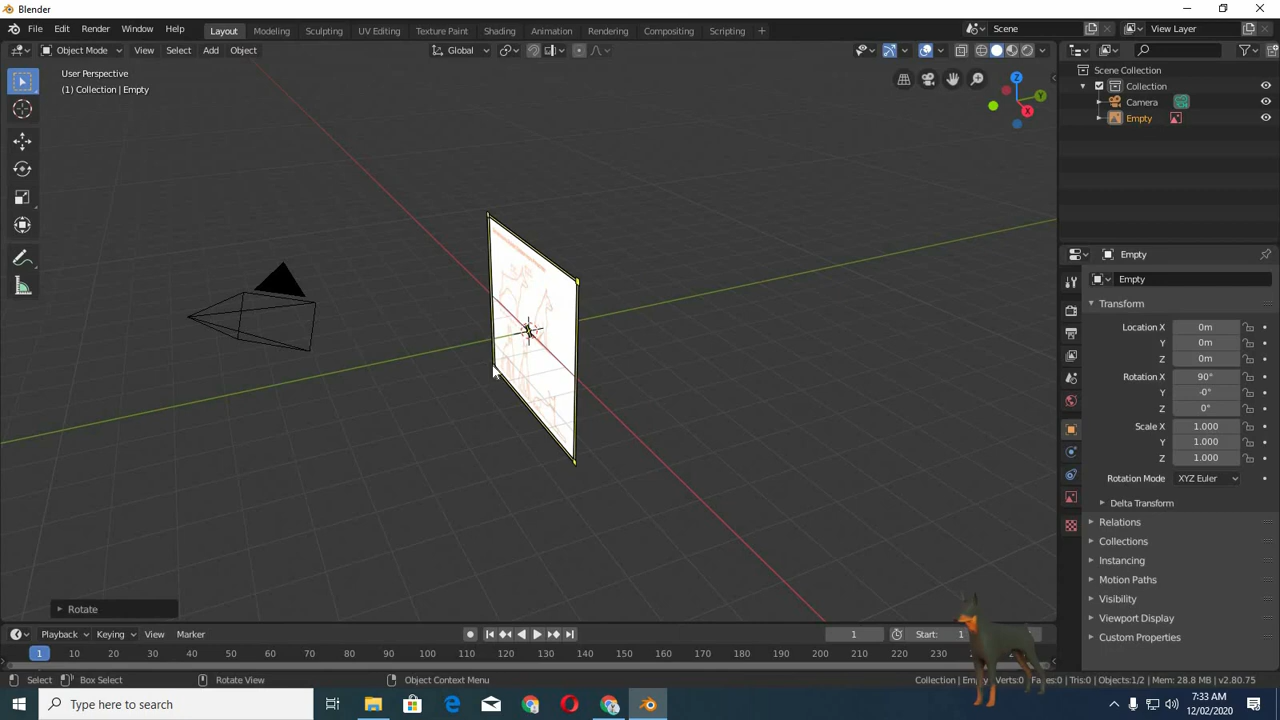 Blender
File Edit Render Window Help
Layout Modeling Sculpting UV Editing Texture Paint Shading Animation Rendering Compositing Scripting +
Scene
View Layer
Object Mode View Select Add Object
Global
User Perspective
(1) Collection | Empty
Z
Y
X
Scene Collection
Collection
Camera
Empty
Empty
Empty
Transform
Location X 0m
Y 0m
Z 0m
Rotation X 90°
Y -0°
Z 0°
Scale X 1.000
Y 1.000
Z 1.000
Rotation Mode XYZ Euler
Delta Transform
Relations
Collections
Instancing
Motion Paths
Visibility
Viewport Display
Custom Properties
Rotate
Playback Keying View Marker
1
Start: 1
1 10 20 30 40 50 60 70 80 90 100 110 120 130 140 150 160 170 180 190 200 210 220 230
Select Box Select Rotate View Object Context Menu
Collection | Empty Verts:0 Faces:0 Tris:0 Objects:1/2 Mem: 28.8 MB v2.80.75
Type here to search
7:33 AM
12/02/2020